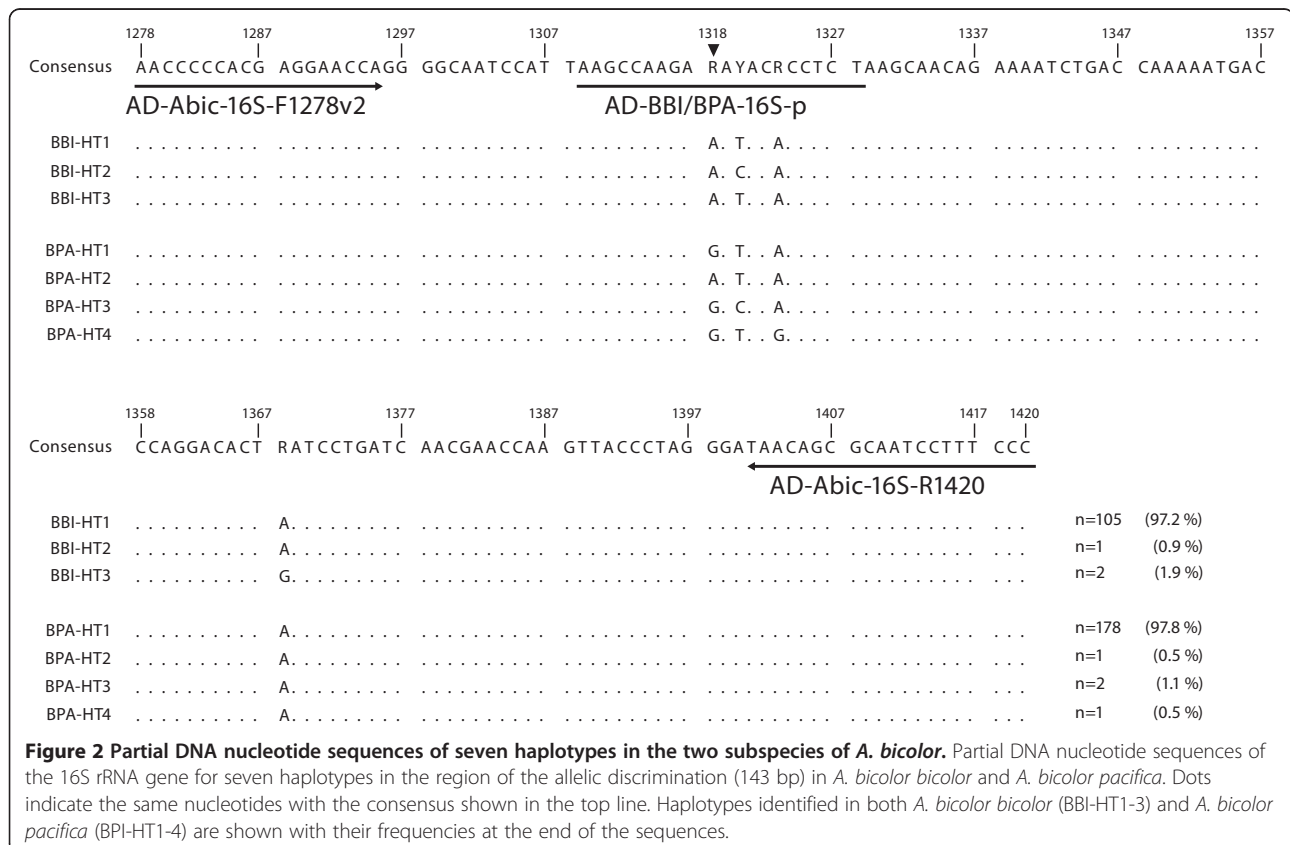 1278 1287 1297 1307 1318 1327 1337 1347 1357
Consensus AACCCCCACG AGGAACCAGG GGCAATCCAT TAAGCCAAGA RAYACRCCTC TAAGCAACAG AAAATCTGAC CAAAAATGAC
AD-Abic-16S-F1278v2 AD-BBI/BPA-16S-p
BBI-HT1 .......... .......... .......... .......... A.T..A.... .......... .......... ..........
BBI-HT2 .......... .......... .......... .......... A.C..A.... .......... .......... ..........
BBI-HT3 .......... .......... .......... .......... A.T..A.... .......... .......... ..........
BPA-HT1 .......... .......... .......... .......... G.T..A.... .......... .......... ..........
BPA-HT2 .......... .......... .......... .......... A.T..A.... .......... .......... ..........
BPA-HT3 .......... .......... .......... .......... G.C..A.... .......... .......... ..........
BPA-HT4 .......... .......... .......... .......... G.T..G.... .......... .......... ..........
1358 1367 1377 1387 1397 1407 1417 1420
Consensus CCAGGACACT RATCCTGATC AACGAACCAA GTTACCCTAG GGATAACAGC GCAATCCTTT CCC
AD-Abic-16S-R1420
BBI-HT1 .......... A......... .......... .......... .......... .......... ... n=105 (97.2 %)
BBI-HT2 .......... A......... .......... .......... .......... .......... ... n=1 (0.9 %)
BBI-HT3 .......... G......... .......... .......... .......... .......... ... n=2 (1.9 %)
BPA-HT1 .......... A......... .......... .......... .......... .......... ... n=178 (97.8 %)
BPA-HT2 .......... A......... .......... .......... .......... .......... ... n=1 (0.5 %)
BPA-HT3 .......... A......... .......... .......... .......... .......... ... n=2 (1.1 %)
BPA-HT4 .......... A......... .......... .......... .......... .......... ... n=1 (0.5 %)
Figure 2 Partial DNA nucleotide sequences of seven haplotypes in the two subspecies of A. bicolor. Partial DNA nucleotide sequences of
the 16S rRNA gene for seven haplotypes in the region of the allelic discrimination (143 bp) in A. bicolor bicolor and A. bicolor pacifica. Dots
indicate the same nucleotides with the consensus shown in the top line. Haplotypes identified in both A. bicolor bicolor (BBI-HT1-3) and A. bicolor
pacifica (BPI-HT1-4) are shown with their frequencies at the end of the sequences.